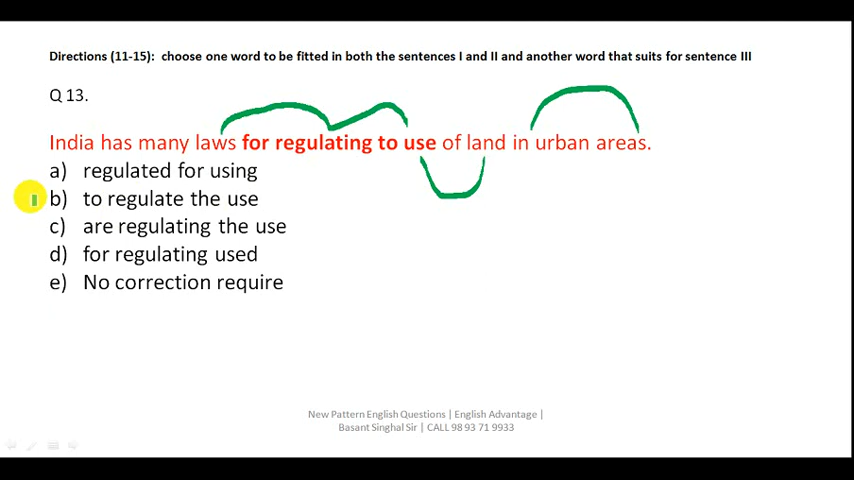 Directions (11-15):  choose one word to be fitted in both the sentences I and II and another word that suits for sentence III
Q 13.
India has many laws for regulating to use of land in urban areas.
a) regulated for using
b) to regulate the use
c) are regulating the use
d) for regulating used
e) No correction require
New Pattern English Questions | English Advantage |
Basant Singhal Sir | CALL 98 93 71 9933